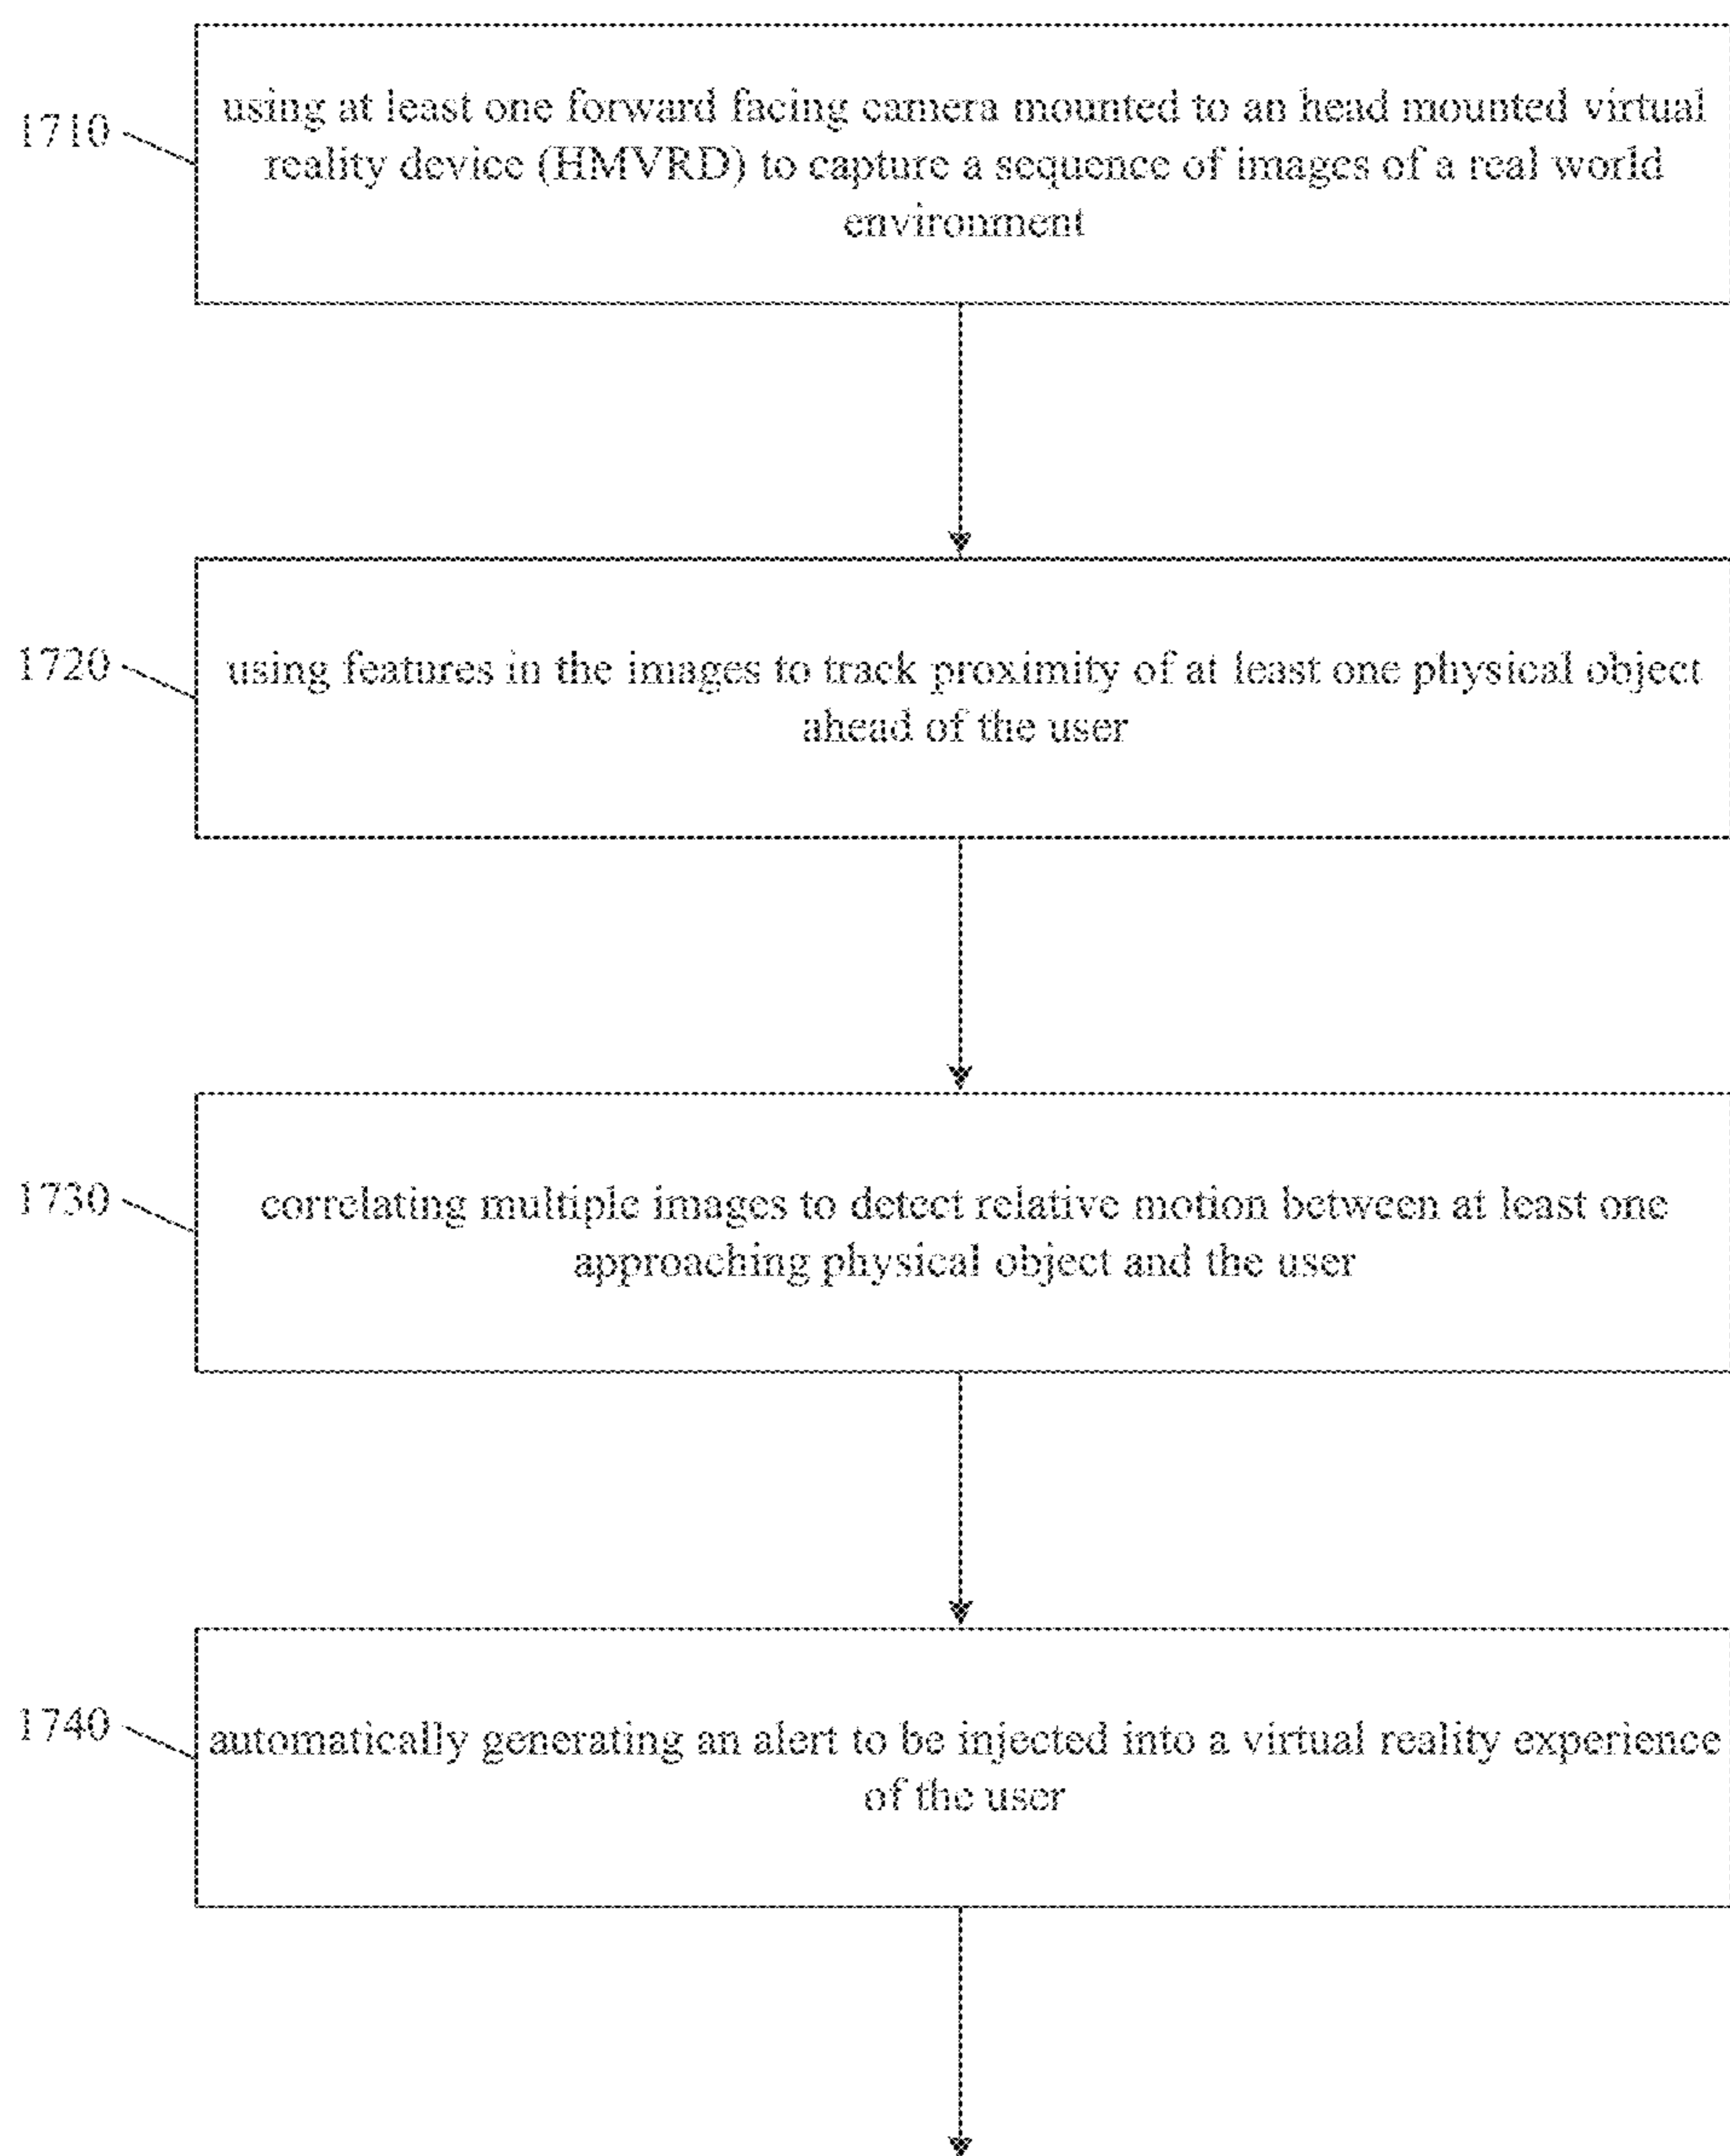 1710
using at least one forward facing camera mounted to an head mounted virtual
reality device (HMVRD) to capture a sequence of images of a real world
environment
1720
using features in the images to track proximity of at least one physical object
ahead of the user
1730
correlating multiple images to detect relative motion between at least one
approaching physical object and the user
1740
automatically generating an alert to be injected into a virtual reality experience
of the user